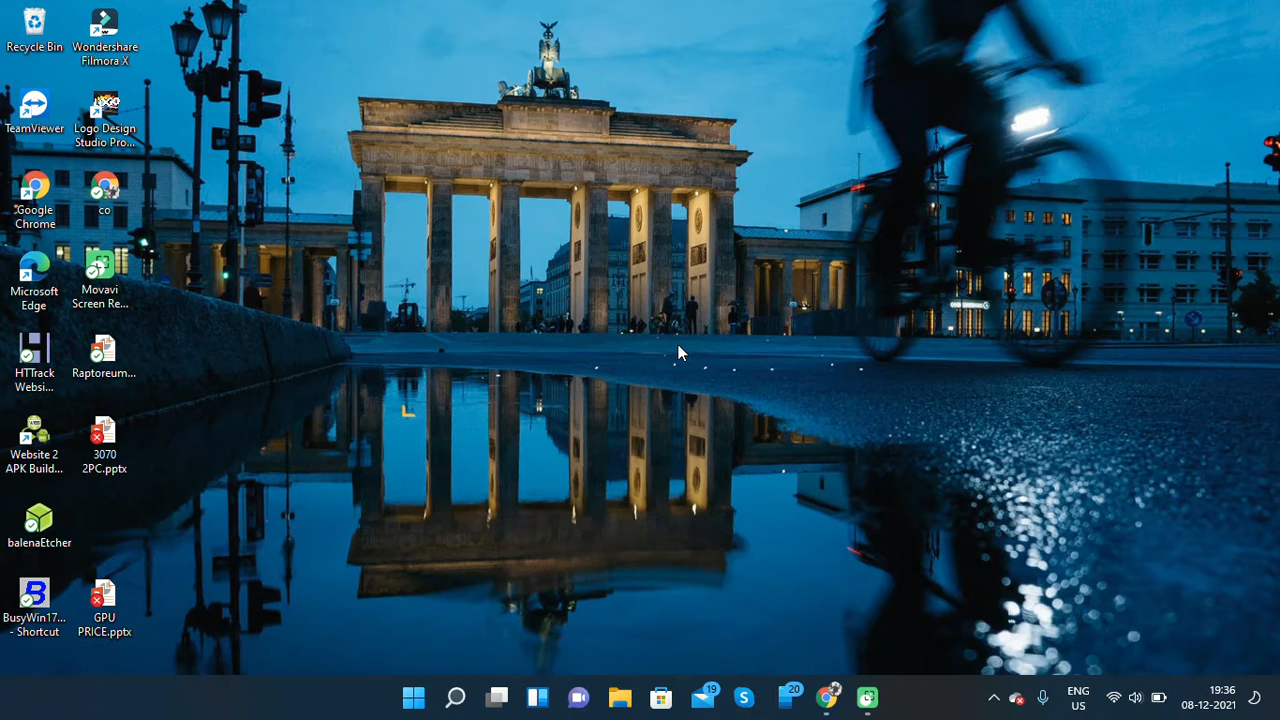 Recycle Bin
Wondershare
Filmora X
TeamViewer
LOGO
Logo Design
Studio Pro...
Google
Chrome
co
Microsoft
Edge
Movavi
Screen Re...
HTTrack
Websi...
Raptoreum...
Website 2
APK Build...
3070
2PC.pptx
balenaEtcher
BusyWin17...
- Shortcut
GPU
PRICE.pptx
19
20
ENG
US
19:36
08-12-2021